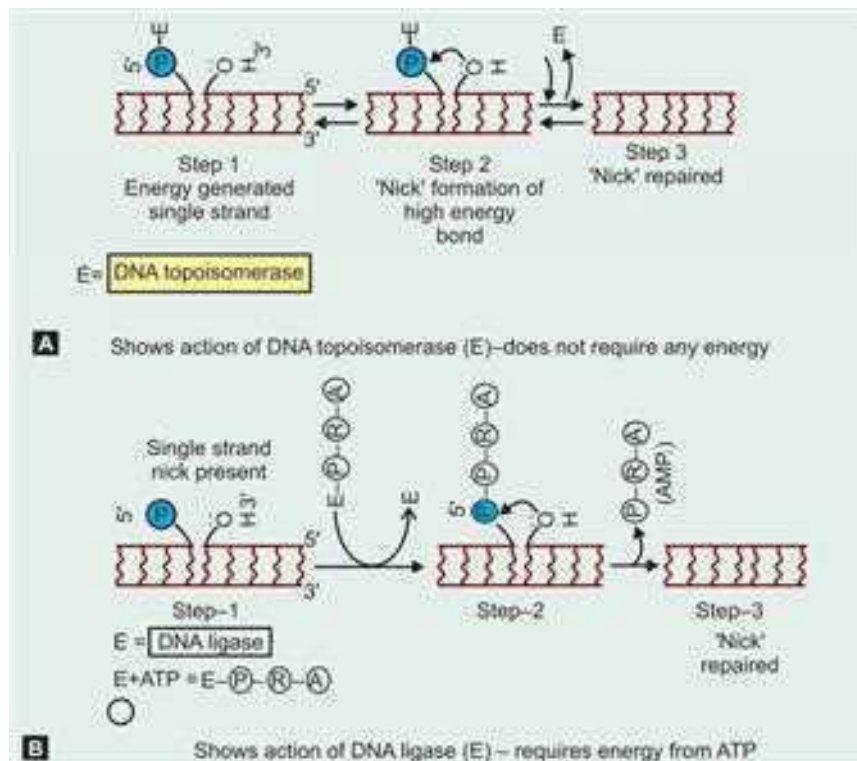 E
E
5' P O H 3'
P O H
E
5'
3'
Step 1
Energy generated
single strand
Step 2
'Nick' formation of
high energy
bond
Step 3
'Nick' repaired
E= DNA topoisomerase
A Shows action of DNA topoisomerase (E)–does not require any energy
Single strand
nick present
5' P O H 3'
5'
3'
E–P–R–A
E
P–R–A
5' P O H
P–R–A
(AMP)
Step–1
Step–2
Step–3
'Nick'
repaired
E = DNA ligase
E+ATP = E–P–R–A
B Shows action of DNA ligase (E) – requires energy from ATP